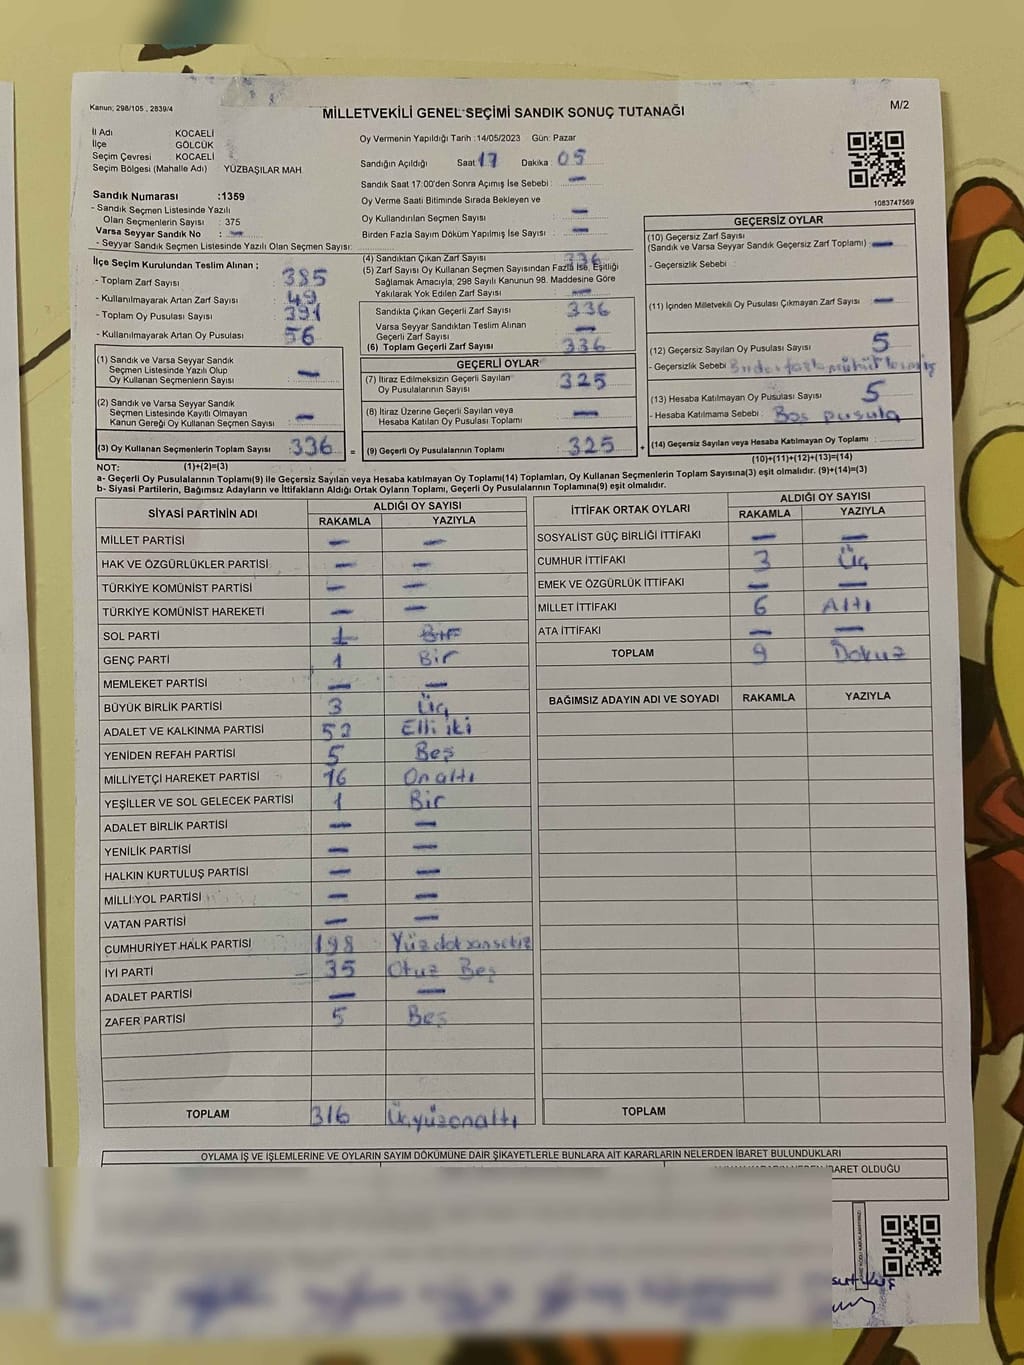 Kanun; 298/105 , 2839/4
MİLLETVEKİLİ GENEL SEÇİMİ SANDIK SONUÇ TUTANAĞI
M/2
İl Adı KOCAELİ
İlçe GÖLCÜK
Seçim Çevresi KOCAELİ
Seçim Bölgesi (Mahalle Adı) YÜZBAŞILAR MAH
Sandık Numarası :1359
- Sandık Seçmen Listesinde Yazılı
Olan Seçmenlerin Sayısı : 375
Varsa Seyyar Sandık No : —
- Seyyar Sandık Seçmen Listesinde Yazılı Olan Seçmen Sayısı:
İlçe Seçim Kurulundan Teslim Alınan ;
- Toplam Zarf Sayısı 385
- Kullanılmayarak Artan Zarf Sayısı 49
- Toplam Oy Pusulası Sayısı 391
- Kullanılmayarak Artan Oy Pusulası 56
(1) Sandık ve Varsa Seyyar Sandık
Seçmen Listesinde Yazılı Olup
Oy Kullanan Seçmenlerin Sayısı —
(2) Sandık ve Varsa Seyyar Sandık
Seçmen Listesinde Kayıtlı Olmayan
Kanun Gereği Oy Kullanan Seçmen Sayısı —
(3) Oy Kullanan Seçmenlerin Toplam Sayısı :336 =
Oy Vermenin Yapıldığı Tarih :14/05/2023 Gün: Pazar
Sandığın Açıldığı Saat 17 Dakika 05
Sandık Saat 17:00'den Sonra Açımış İse Sebebi : —
Oy Verme Saati Bitiminde Sırada Bekleyen ve
Oy Kullandırılan Seçmen Sayısı —
Birden Fazla Sayım Döküm Yapılmış İse Sayısı : —
(4) Sandıktan Çıkan Zarf Sayısı 336
(5) Zarf Sayısı Oy Kullanan Seçmen Sayısından Fazla İse, Eşitliği
Sağlamak Amacıyla, 298 Sayılı Kanunun 98. Maddesine Göre
Yakılarak Yok Edilen Zarf Sayısı —
Sandıkta Çıkan Geçerli Zarf Sayısı 336
Varsa Seyyar Sandıktan Teslim Alınan
Geçerli Zarf Sayısı —
(6) Toplam Geçerli Zarf Sayısı 336
GEÇERLİ OYLAR
(7) İtiraz Edilmeksizin Geçerli Sayılan
Oy Pusulalarının Sayısı 325
(8) İtiraz Üzerine Geçerli Sayılan veya
Hesaba Katılan Oy Pusulası Toplamı —
(9) Geçerli Oy Pusulalarının Toplamı 325 +
1083747569
GEÇERSİZ OYLAR
(10) Geçersiz Zarf Sayısı
(Sandık ve Varsa Seyyar Sandık Geçersiz Zarf Toplamı) : —
- Geçersizlik Sebebi
(11) İçinden Milletvekili Oy Pusulası Çıkmayan Zarf Sayısı —
(12) Geçersiz Sayılan Oy Pusulası Sayısı 5
- Geçersizlik Sebebi
(13) Hesaba Katılmayan Oy Pusulası Sayısı 5
- Hesaba Katılmama Sebebi : Boş pusula
(14) Geçersiz Sayılan veya Hesaba Katılmayan Oy Toplamı :
NOT: (1)+(2)=(3)
(10)+(11)+(12)+(13)=(14)
a- Geçerli Oy Pusulalarının Toplamı(9) ile Geçersiz Sayılan veya Hesaba Katılmayan Oy Toplamı(14) Toplamları, Oy Kullanan Seçmenlerin Toplam Sayısına(3) eşit olmalıdır. (9)+(14)=(3)
b- Siyasi Partilerin, Bağımsız Adayların ve İttifakların Aldığı Ortak Oyların Toplamı, Geçerli Oy Pusulalarının Toplamına(9) eşit olmalıdır.
SİYASİ PARTİNİN ADI ALDIĞI OY SAYISI
RAKAMLA YAZIYLA
MİLLET PARTİSİ — —
HAK VE ÖZGÜRLÜKLER PARTİSİ — —
TÜRKİYE KOMÜNİST PARTİSİ — —
TÜRKİYE KOMÜNİST HAREKETİ — —
SOL PARTİ 1 Bir
GENÇ PARTİ 1 Bir
MEMLEKET PARTİSİ — —
BÜYÜK BİRLİK PARTİSİ 3 Üç
ADALET VE KALKINMA PARTİSİ 52 Elli iki
YENİDEN REFAH PARTİSİ 5 Beş
MİLLİYETÇİ HAREKET PARTİSİ 16 On altı
YEŞİLLER VE SOL GELECEK PARTİSİ 1 Bir
ADALET BİRLİK PARTİSİ — —
YENİLİK PARTİSİ — —
HALKIN KURTULUŞ PARTİSİ — —
MİLLİ YOL PARTİSİ — —
VATAN PARTİSİ — —
CUMHURİYET HALK PARTİSİ 198 Yüzdoksansekiz
İYİ PARTİ 35 Otuz Beş
ADALET PARTİSİ — —
ZAFER PARTİSİ 5 Beş
TOPLAM 316 Üçyüzonaltı
İTTİFAK ORTAK OYLARI ALDIĞI OY SAYISI
RAKAMLA YAZIYLA
SOSYALİST GÜÇ BİRLİĞİ İTTİFAKI — —
CUMHUR İTTİFAKI 3 Üç
EMEK VE ÖZGÜRLÜK İTTİFAKI — —
MİLLET İTTİFAKI 6 Altı
ATA İTTİFAKI — —
TOPLAM 9 Dokuz
BAĞIMSIZ ADAYIN ADI VE SOYADI RAKAMLA YAZIYLA
TOPLAM
OYLAMA İŞ VE İŞLEMLERİNE VE OYLARIN SAYIM DÖKÜMÜNE DAİR ŞİKAYETLERLE BUNLARA AİT KARARLARIN NELERDEN İBARET BULUNDUKLARI
İBARET OLDUĞU